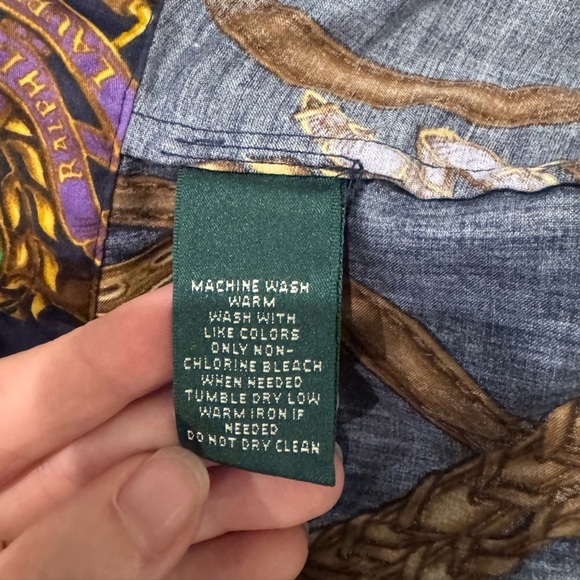 RALPH LAUR
MACHINE WASH
WARM
WASH WITH
LIKE COLORS
ONLY NON-
CHLORINE BLEACH
WHEN NEEDED
TUMBLE DRY LOW
WARM IRON IF
NEEDED
DO NOT DRY CLEAN